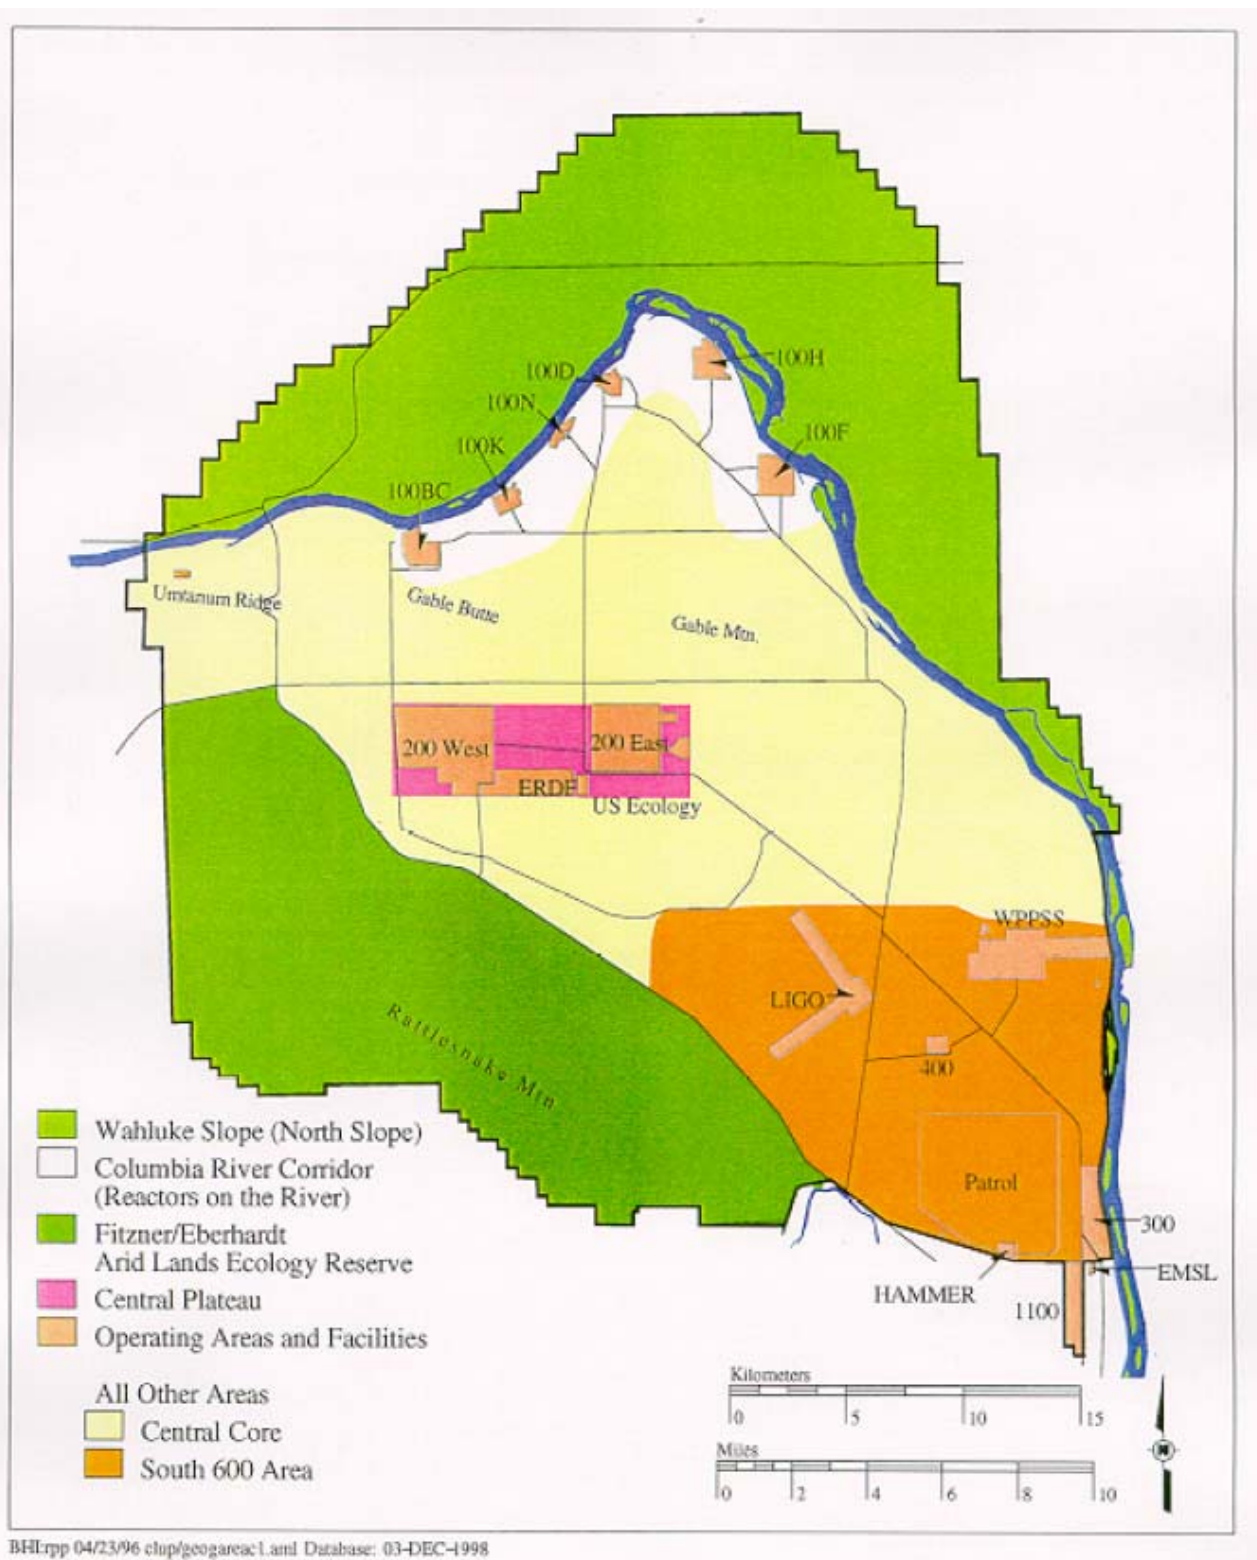 100H
100D
100N
100F
100K
100BC
Umtanum Ridge
Gable Butte
Gable Mtn.
200 West
200 East
ERDF
US Ecology
WPPSS
LIGO
400
Rattlesnake Mtn
Patrol
300
EMSL
HAMMER
1100
Wahluke Slope (North Slope)
Columbia River Corridor
(Reactors on the River)
Fitzner/Eberhardt
Arid Lands Ecology Reserve
Central Plateau
Operating Areas and Facilities
All Other Areas
Central Core
South 600 Area
Kilometers
0 5 10 15
Miles
0 2 4 6 8 10
N
BHI:rpp 04/23/96 clup/geogareac1.aml Database: 03-DEC-1998